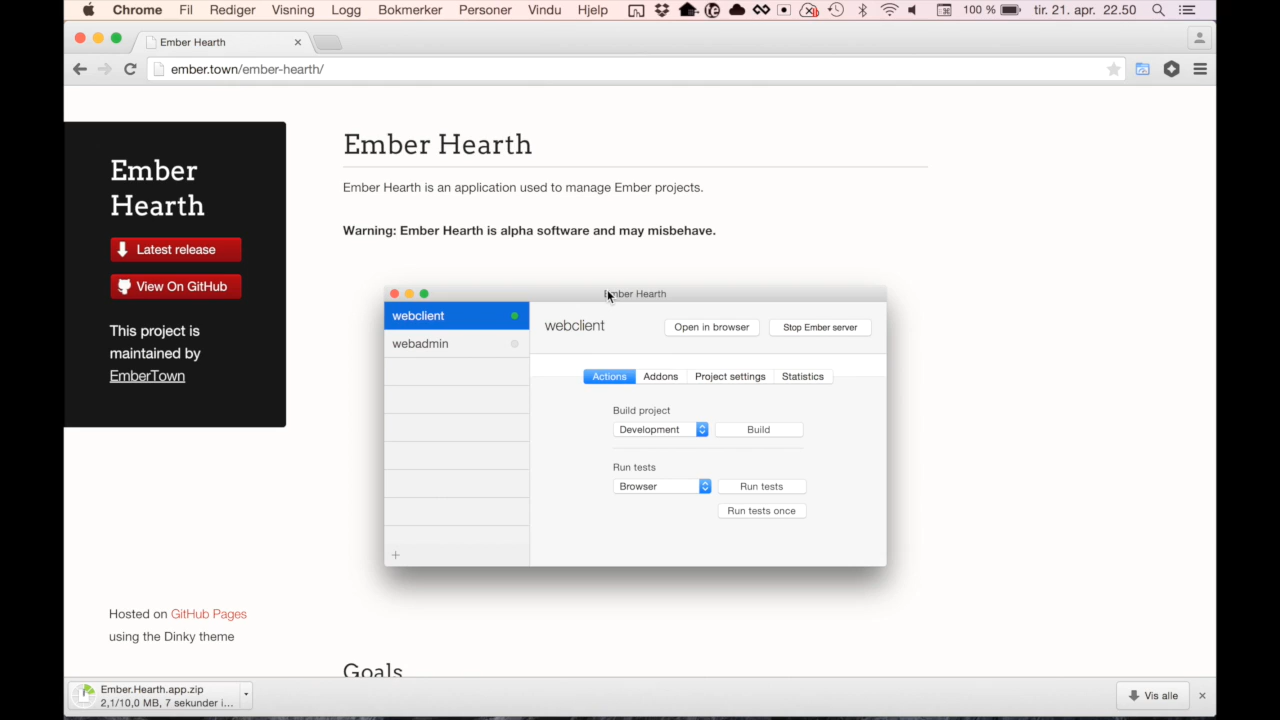 Chrome Fil Rediger Visning Logg Bokmerker Personer Vindu Hjelp 100 % tir. 21. apr. 22.50
Ember Hearth
ember.town/ember-hearth/
Ember
Hearth
Latest release
View On GitHub
This project is
maintained by
EmberTown
Hosted on GitHub Pages
using the Dinky theme
Ember Hearth
Ember Hearth is an application used to manage Ember projects.
Warning: Ember Hearth is alpha software and may misbehave.
Ember Hearth
webclient
webadmin
+
webclient Open in browser Stop Ember server
Actions Addons Project settings Statistics
Build project
Development Build
Run tests
Browser Run tests
Run tests once
Goals
Ember.Hearth.app.zip
2,1/10,0 MB, 7 sekunder i...
Vis alle